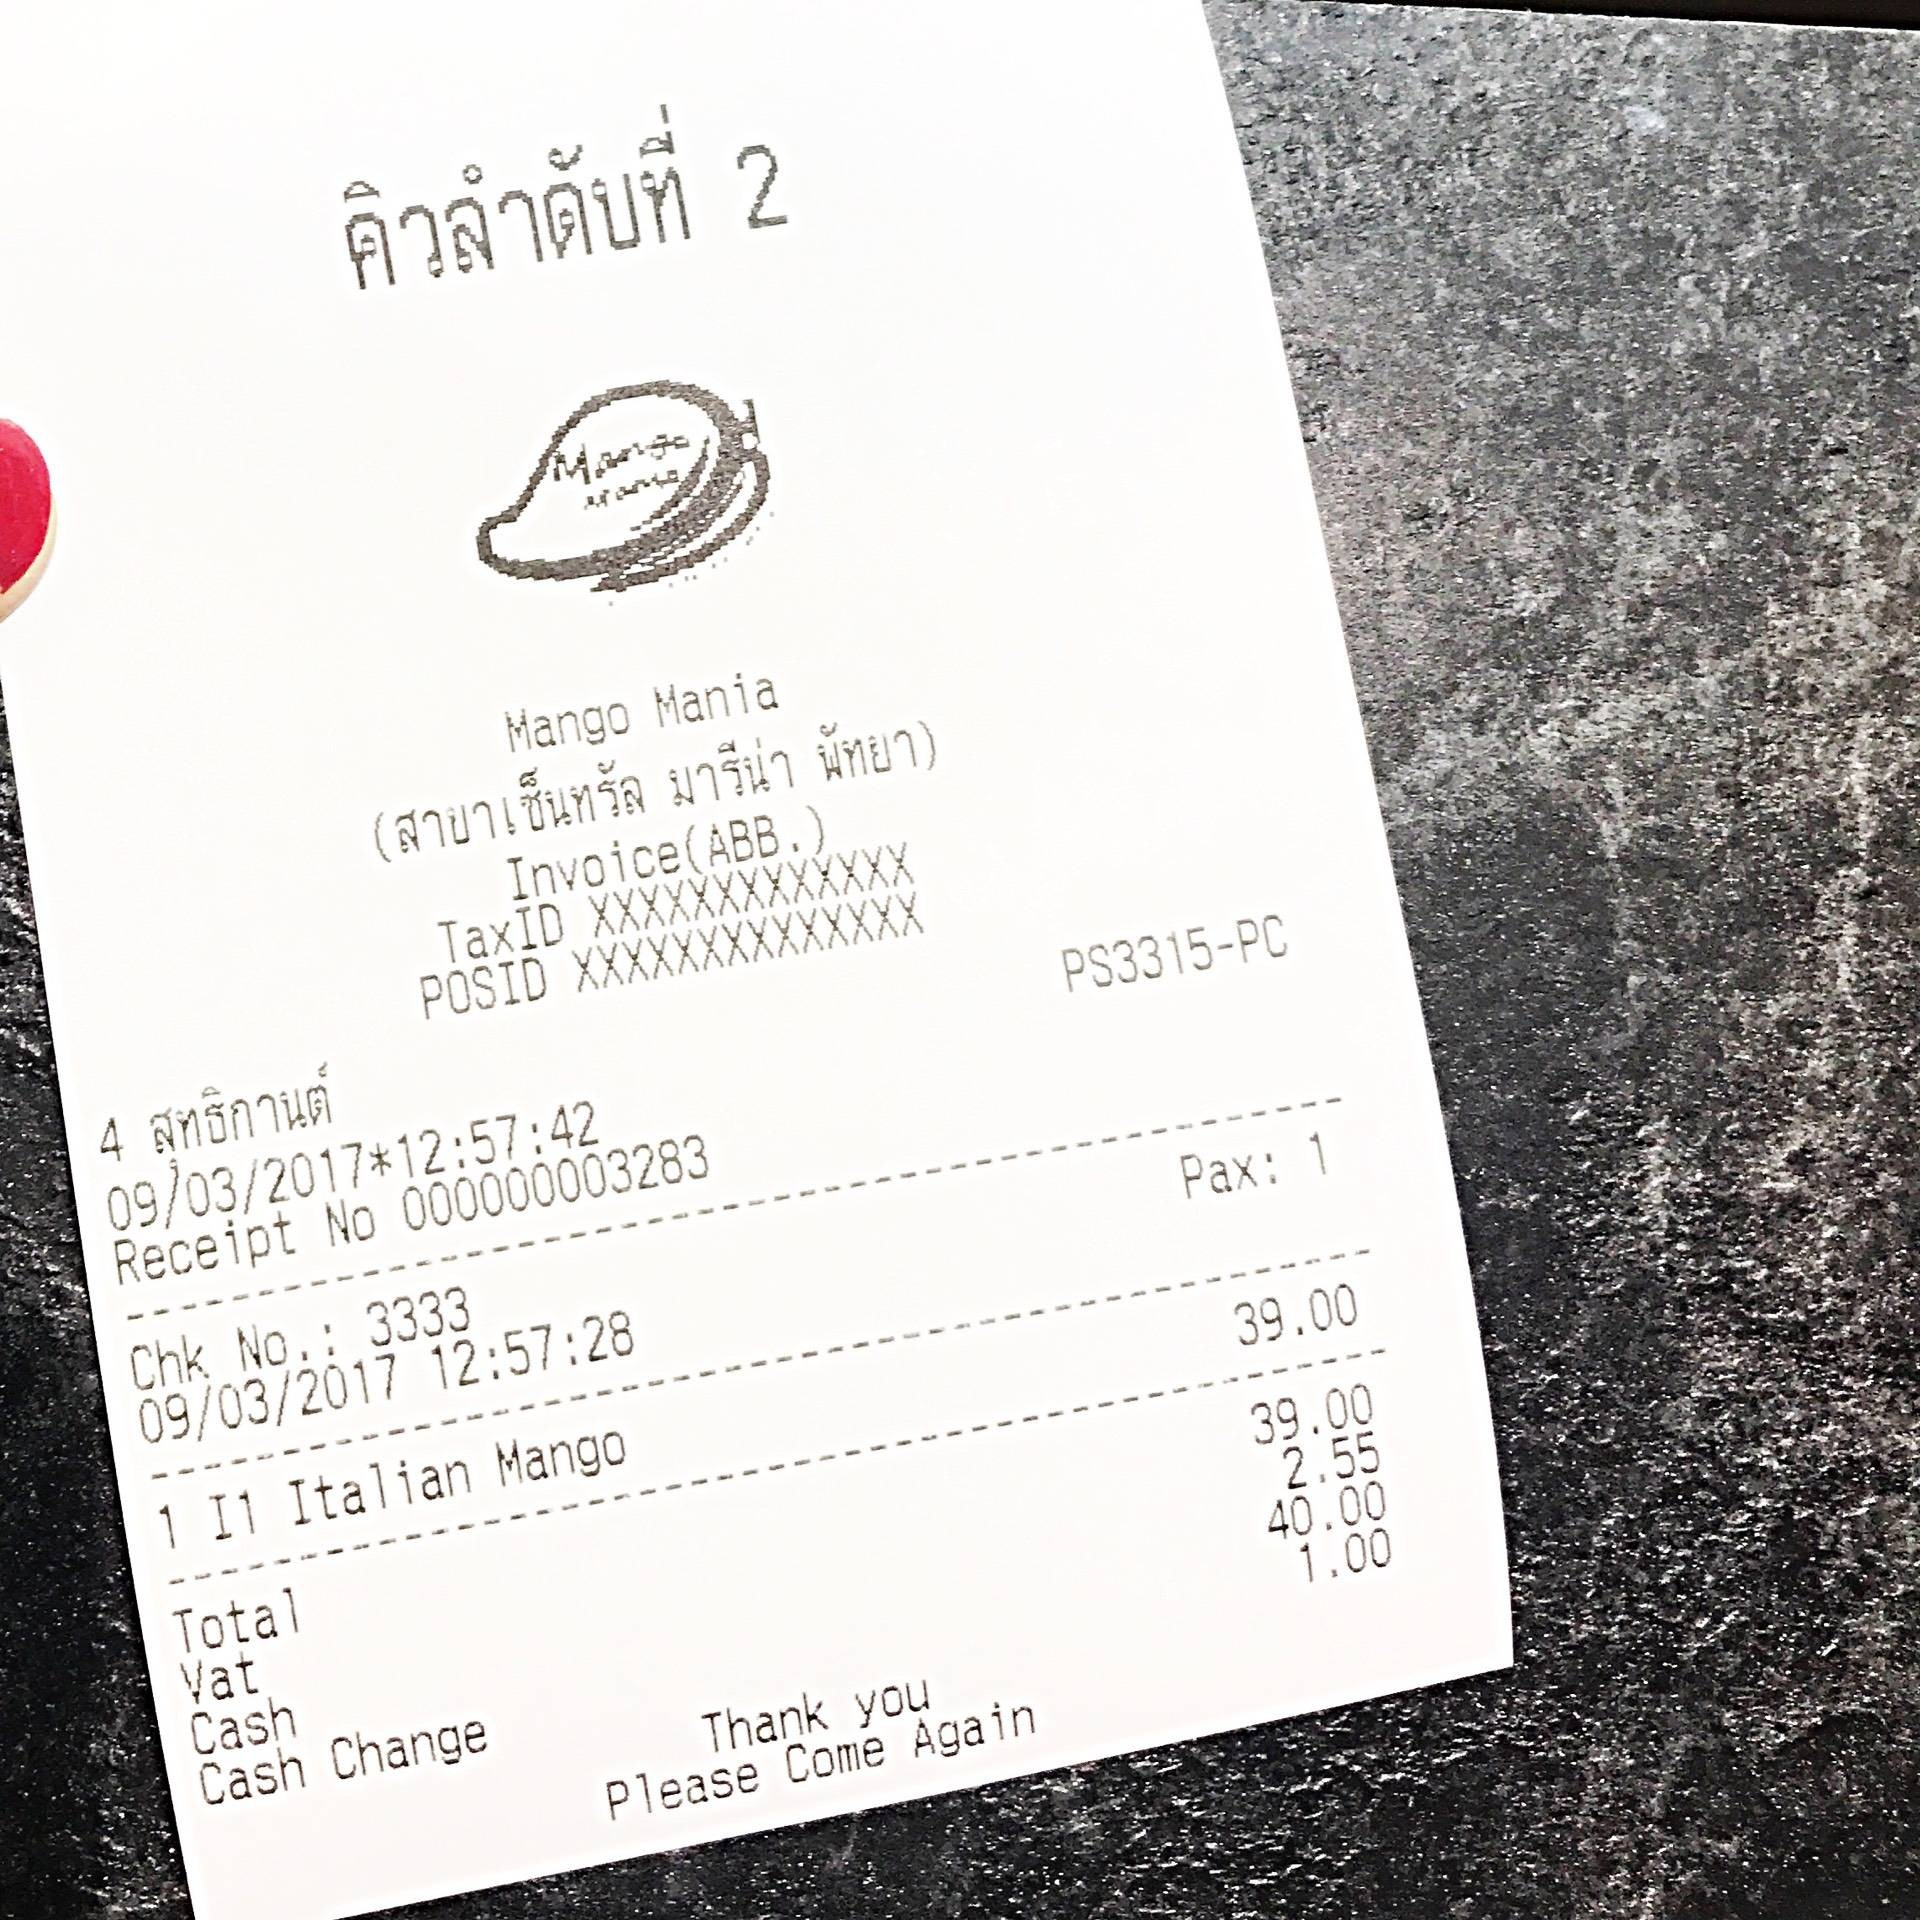 คิวลำดับที่ 2
Mango
Mania
Mango Mania
(สาขาเซ็นทรัล มารีน่า พัทยา)
Invoice(ABB.)
TaxID XXXXXXXXXXXXX
POSID XXXXXXXXXXXXXX
PS3315-PC
4 สุทธิกานต์
09/03/2017*12:57:42
Receipt No 000000003283
Chk No.: 3333 Pax: 1
09/03/2017 12:57:28
1 I1 Italian Mango 39.00
Total 39.00
Vat 2.55
Cash 40.00
Cash Change 1.00
Thank you
Please Come Again